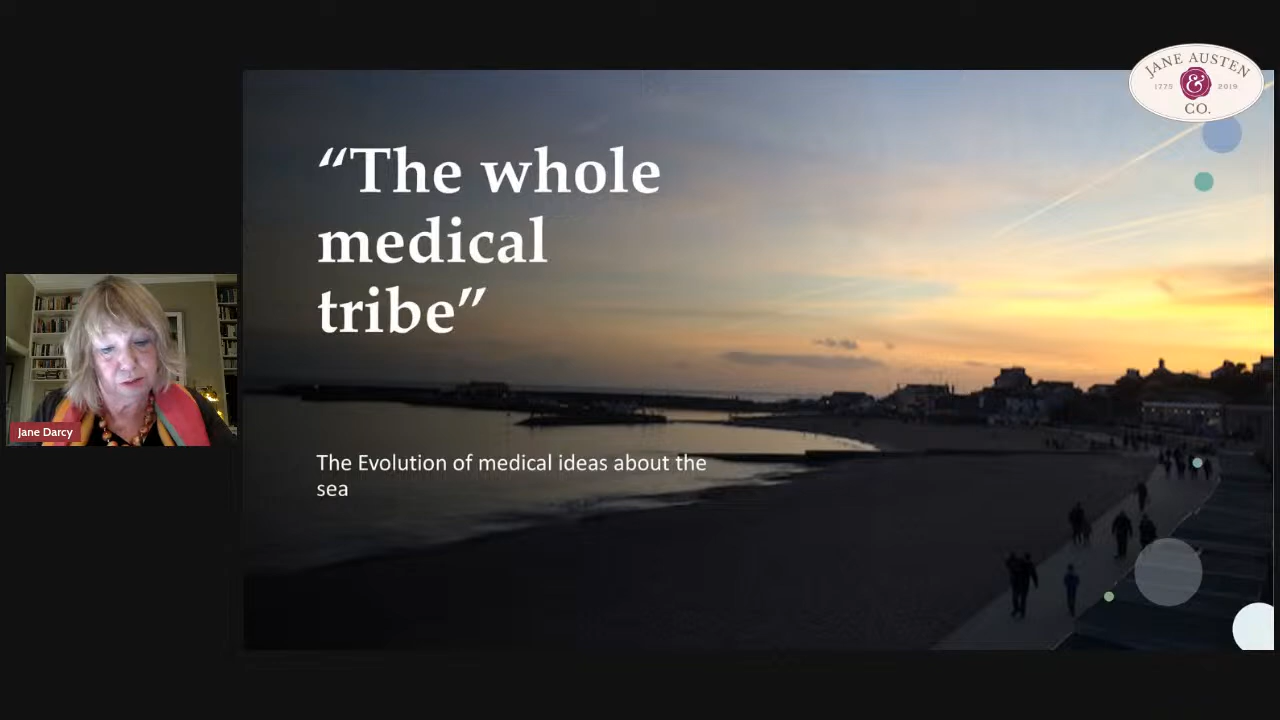 JANE AUSTEN
1775 & 2019
CO.
“The whole
medical
tribe”
Jane Darcy
The Evolution of medical ideas about the
sea